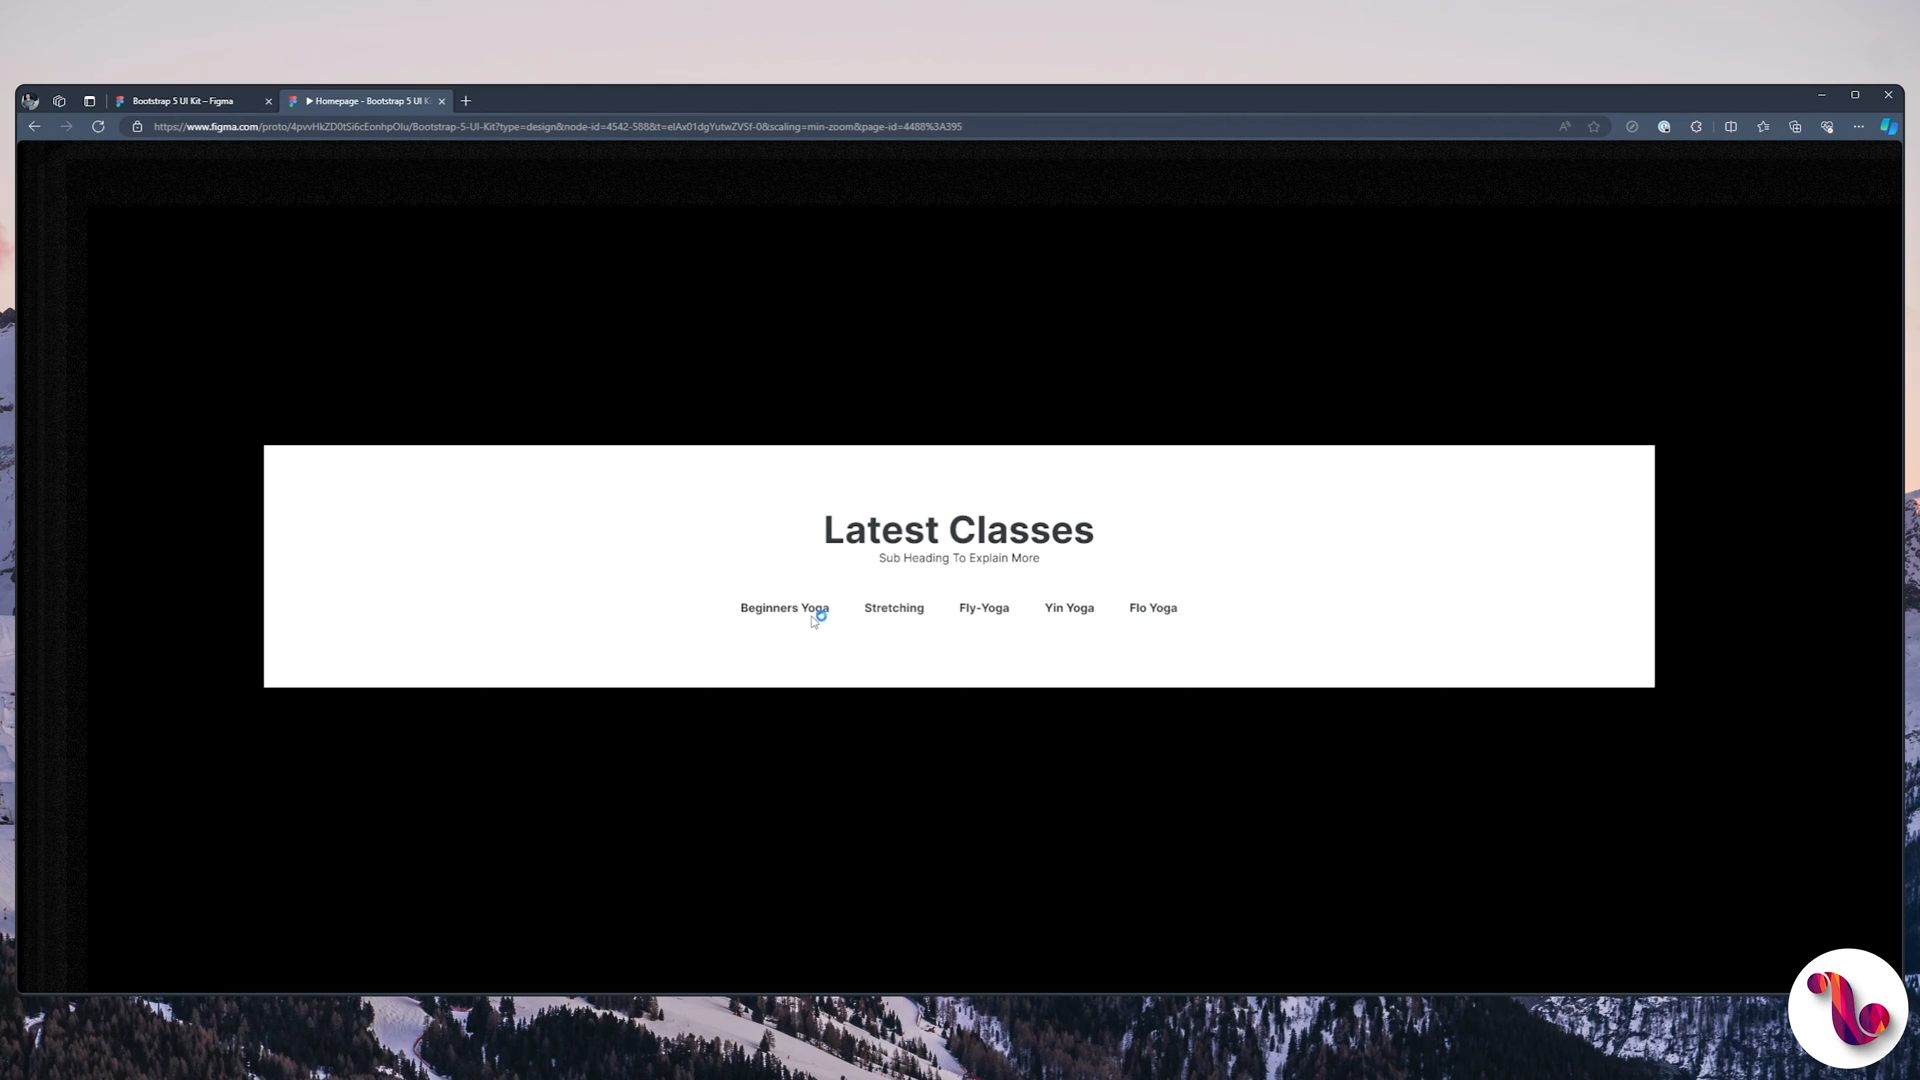 Bootstrap 5 UI Kit – Figma
Homepage - Bootstrap 5 UI Ki
https://www.figma.com/proto/4pvvHkZD0tSi6cEonhpOlu/Bootstrap-5-UI-Kit?type=design&node-id=4542-588&t=elAx01dgYutwZVSf-0&scaling=min-zoom&page-id=4488%3A395
Latest Classes
Sub Heading To Explain More
Beginners Yoga Stretching Fly-Yoga Yin Yoga Flo Yoga